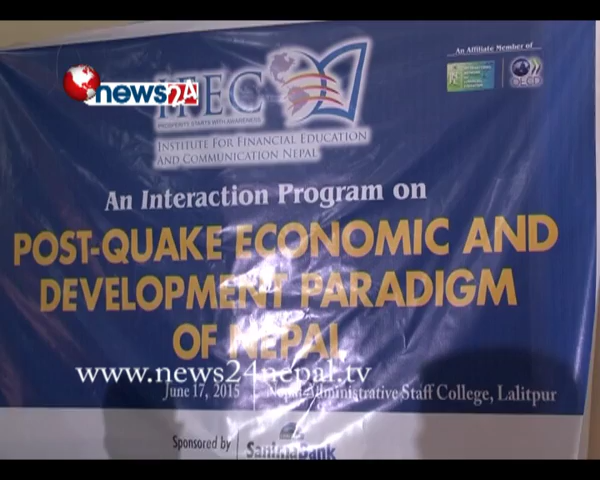 An Affiliate Member of
news24
IFEC
OECD
PROSPERITY STARTS WITH AWARENESS
INSTITUTE FOR FINANCIAL EDUCATION
AND COMMUNICATION NEPAL
An Interaction Program on
POST-QUAKE ECONOMIC AND
DEVELOPMENT PARADIGM
OF NEPAL
www.news24nepal.tv
June 17, 2015 | Nepal Administrative Staff College, Lalitpur
Sponsored by
SanimaBank